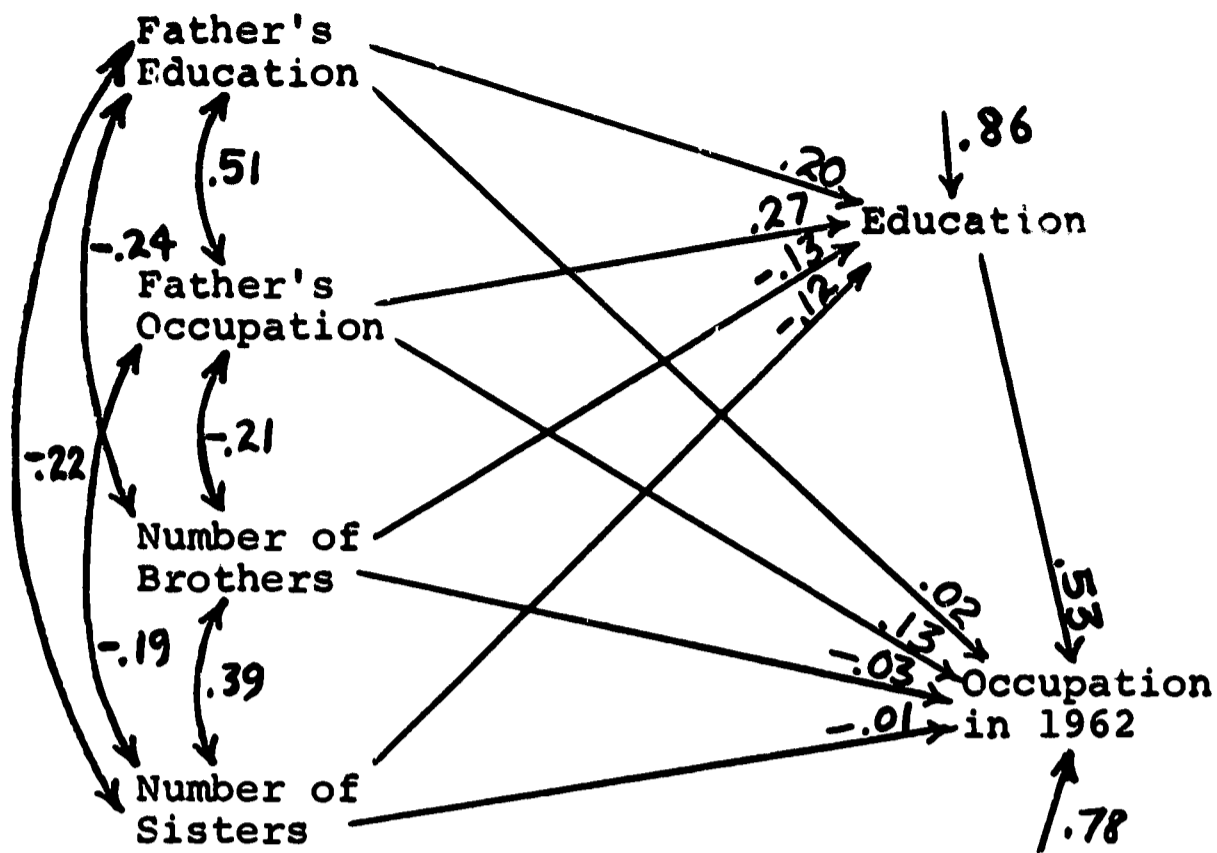 Father's
Education
.86
.51
.20
.27
Education
-.13
-.24
-.12
Father's
Occupation
-.21
-.22
Number of
Brothers
.53
.02
.13
-.03
-.19
.39
Occupation
in 1962
-.01
Number of
Sisters
.78